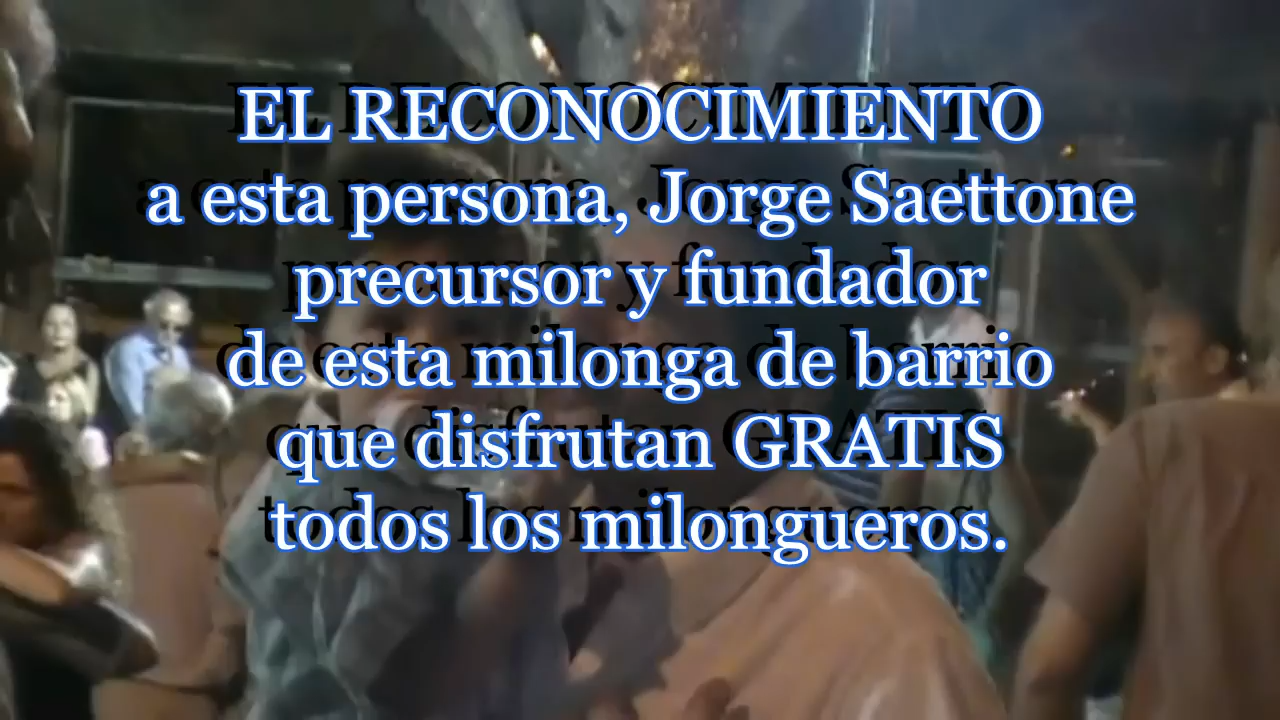 EL RECONOCIMIENTO
a esta persona, Jorge Saettone
precursor y fundador
de esta milonga de barrio
que disfrutan GRATIS
todos los milongueros.